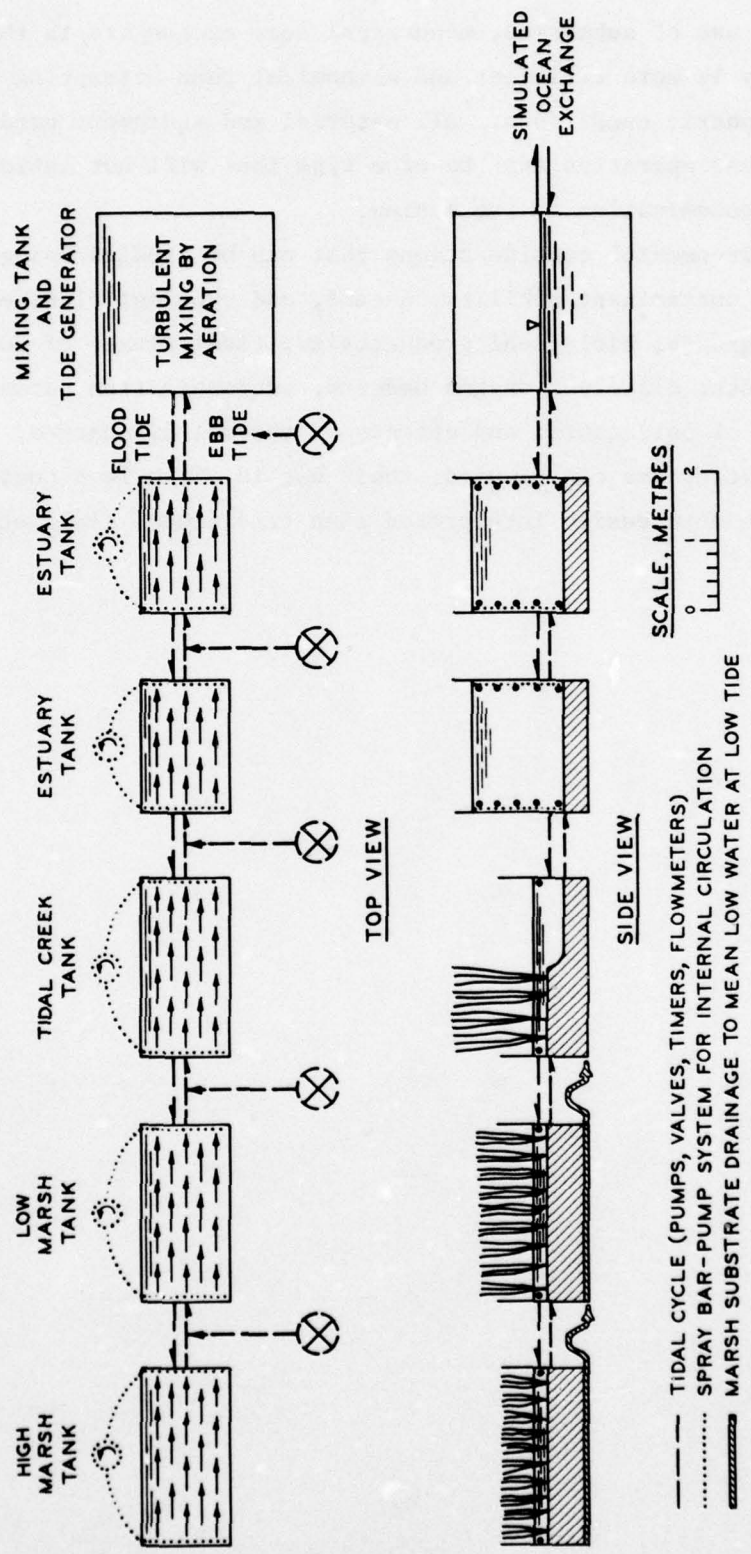 HIGH
MARSH
TANK
LOW
MARSH
TANK
TIDAL CREEK
TANK
ESTUARY
TANK
ESTUARY
TANK
MIXING TANK
AND
TIDE GENERATOR
FLOOD
TIDE
EBB
TIDE
TURBULENT
MIXING BY
ARRATION
TOP VIEW
SIMULATED
OCEAN
EXCHANGE
SIDE VIEW
SCALE, METRES
0 2
TIDAL CYCLE (PUMPS, VALVES, TIMERS, FLOWMETERS)
SPRAY BAR-PUMP SYSTEM FOR INTERNAL CIRCULATION
MARSH SUBSTRATE DRAINAGE TO MEAN LOW WATER AT LOW TIDE